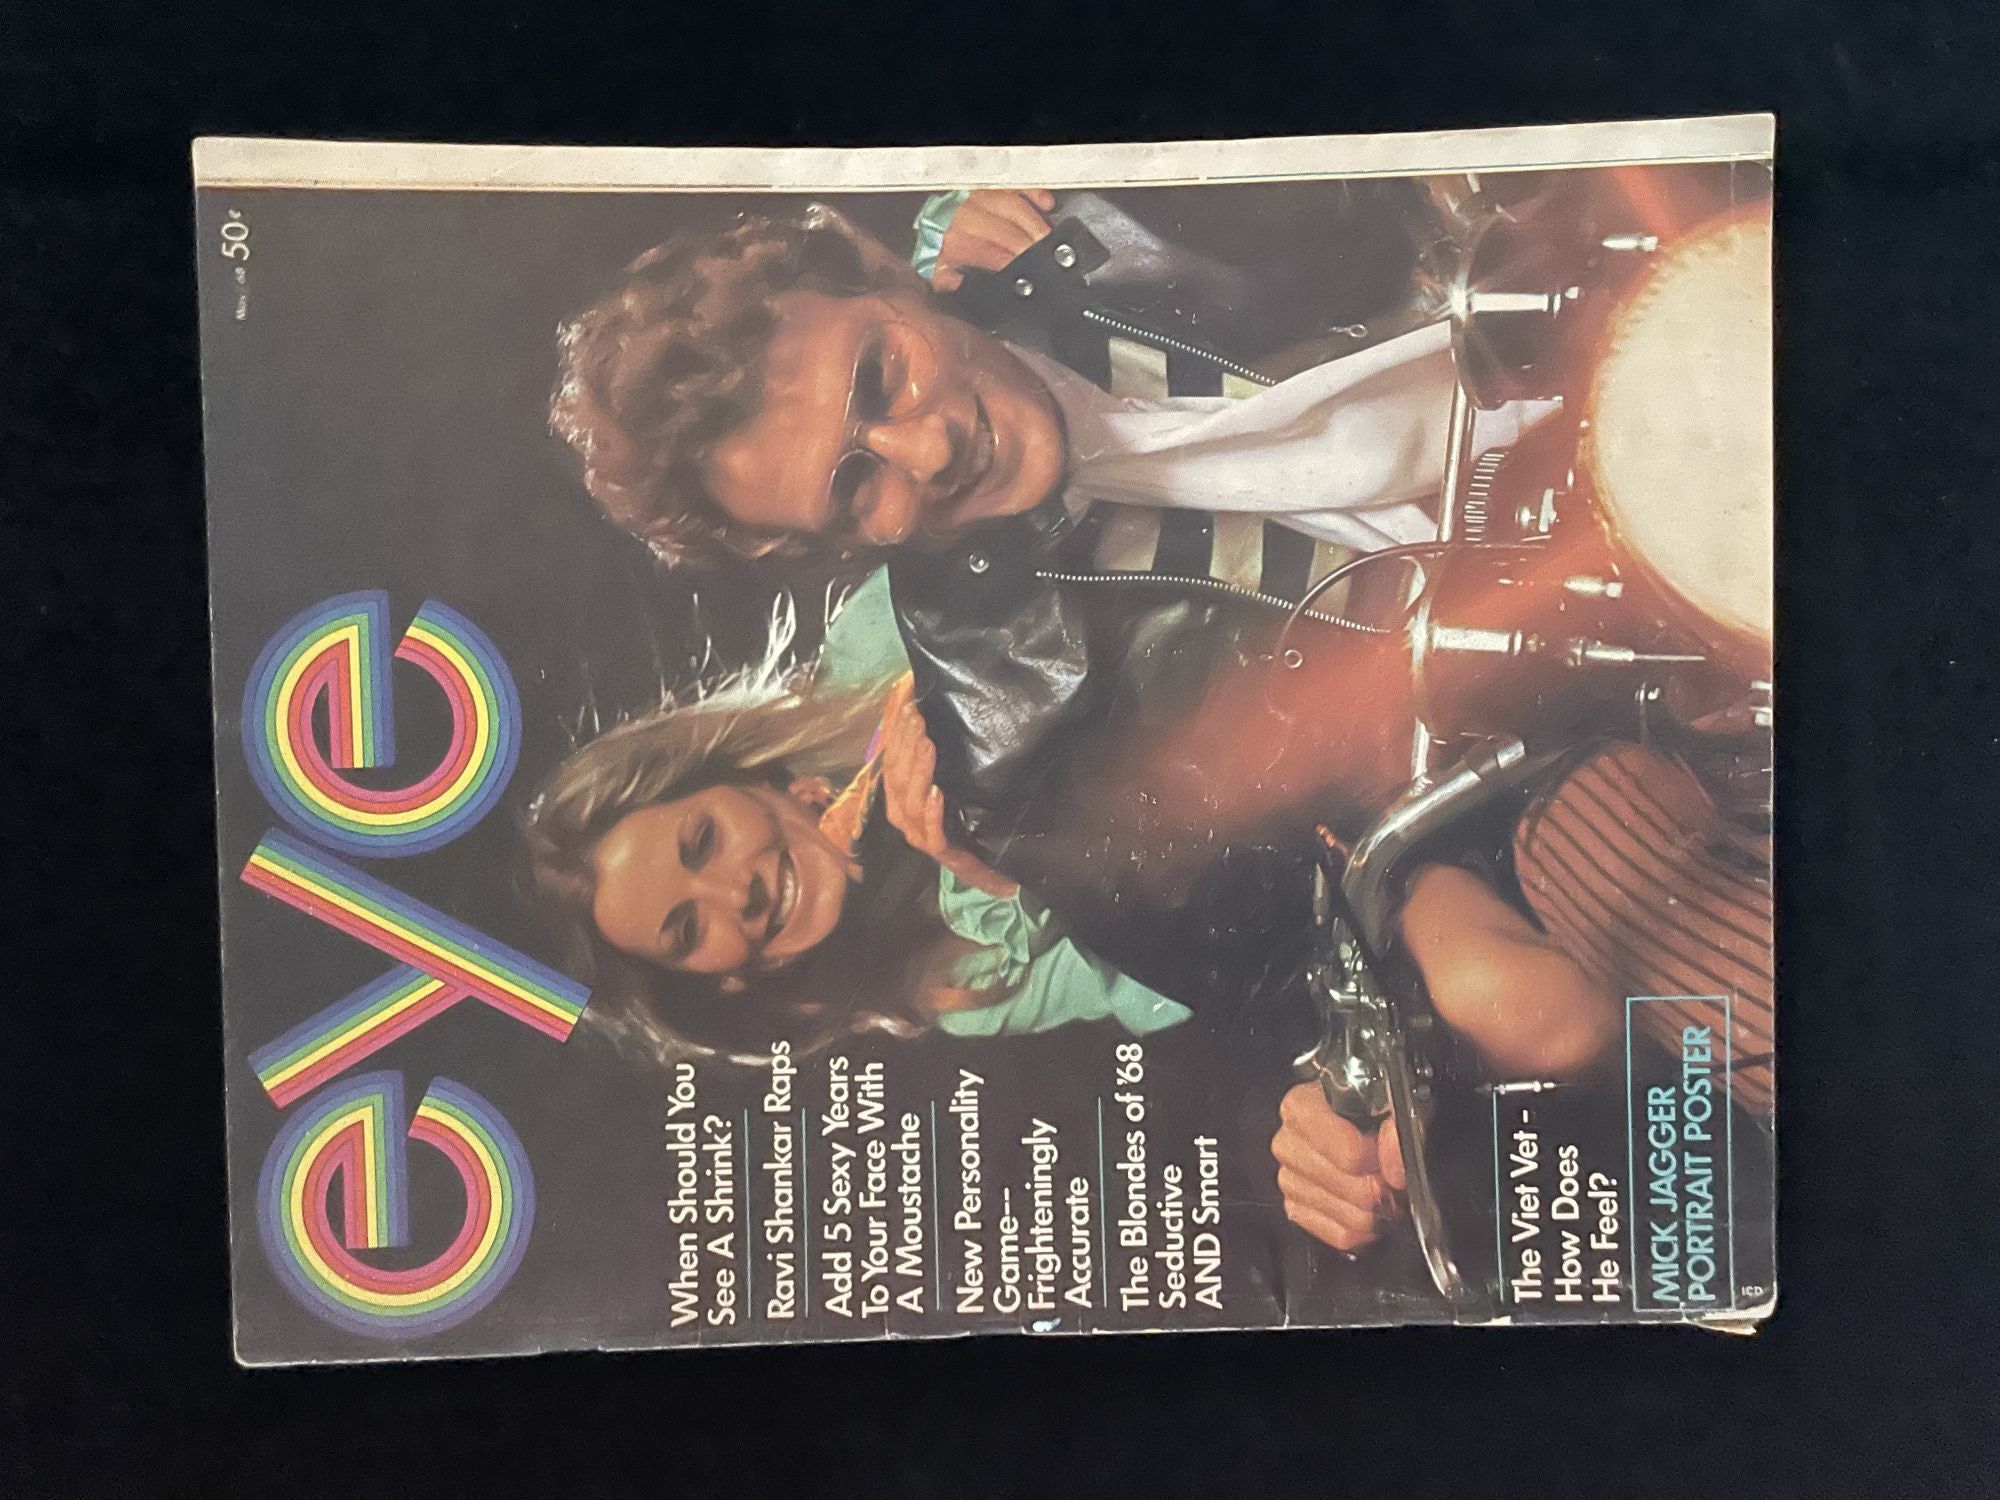 eye
50¢
When Should You
See A Shrink?
Ravi Shankar Raps
Add 5 Sexy Years
To Your Face With
A Moustache
New Personality
Game--
Frighteningly
Accurate
The Blondes of '68
Seductive
AND Smart
The Viet Vet -
How Does
He Feel?
MICK JAGGER
PORTRAIT POSTER
ICD